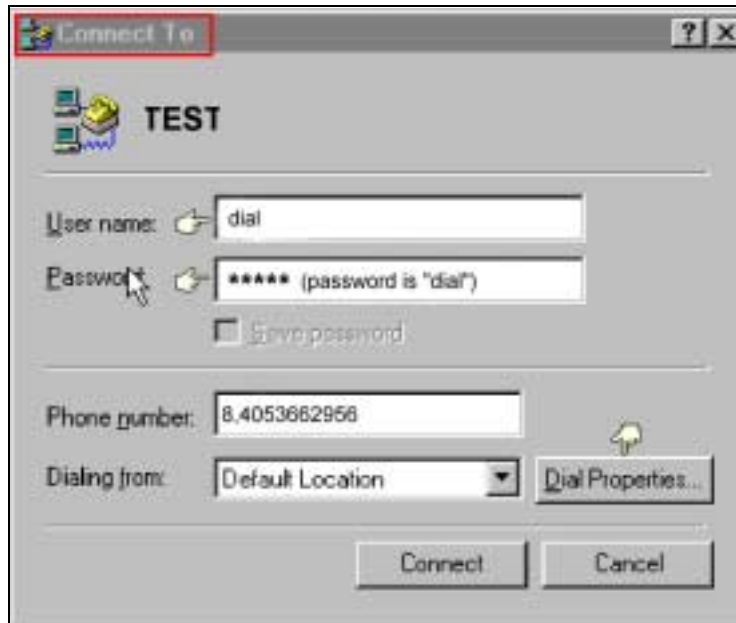 Connect To
TEST
User name: dial
Password: ***** (password is "dial")
Save password
Phone number: 8,4053662956
Dialing from: Default Location Dial Properties...
Connect Cancel